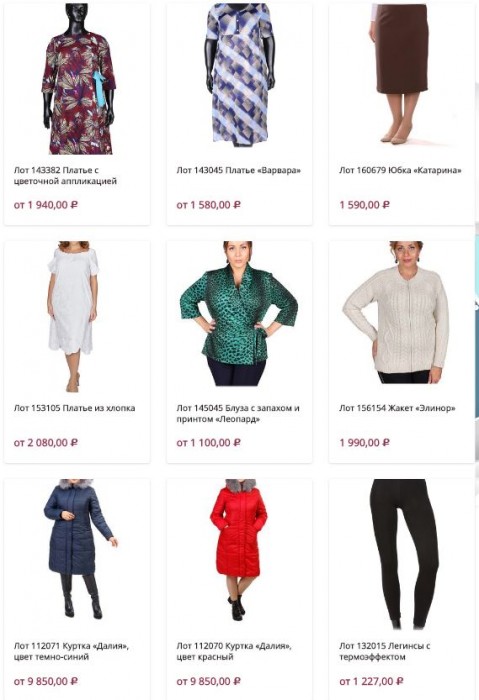 Лот 143382 Платье с
цветочной аппликацией
от 1 940,00 ₽
Лот 143045 Платье «Варвара»
от 1 580,00 ₽
Лот 160679 Юбка «Катарина»
1 590,00 ₽
Лот 153105 Платье из хлопка
от 2 080,00 ₽
Лот 145045 Блуза с запахом и
принтом «Леопард»
от 1 100,00 ₽
Лот 156154 Жакет «Элинор»
1 990,00 ₽
Лот 112071 Куртка «Далия»,
цвет темно-синий
от 9 850,00 ₽
Лот 112070 Куртка «Далия»,
цвет красный
от 9 850,00 ₽
Лот 132015 Легинсы с
термоэффектом
от 1 227,00 ₽